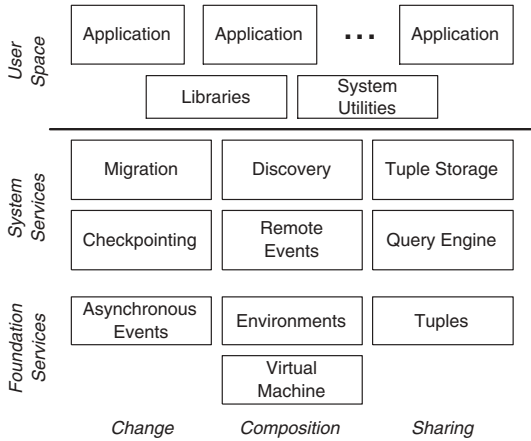 User
Space
Application
Application
...
Application
Libraries
System
Utilities
System
Services
Migration
Discovery
Tuple Storage
Checkpointing
Remote
Events
Query Engine
Foundation
Services
Asynchronous
Events
Environments
Tuples
Virtual
Machine
Change
Composition
Sharing